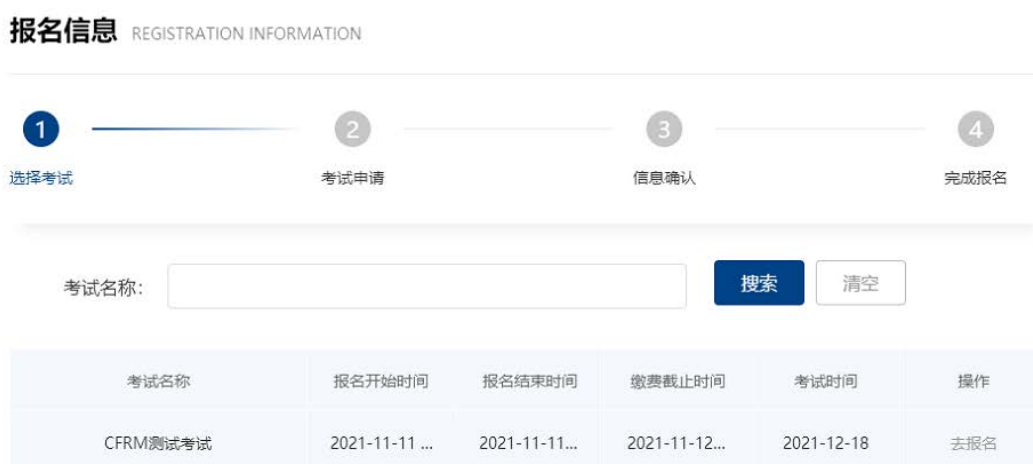 报名信息 REGISTRATION INFORMATION
1 2 3 4
选择考试 考试申请 信息确认 完成报名
考试名称: 搜索 清空
考试名称 报名开始时间 报名结束时间 缴费截止时间 考试时间 操作
CFRM测试考试 2021-11-11 ... 2021-11-11... 2021-11-12... 2021-12-18 去报名